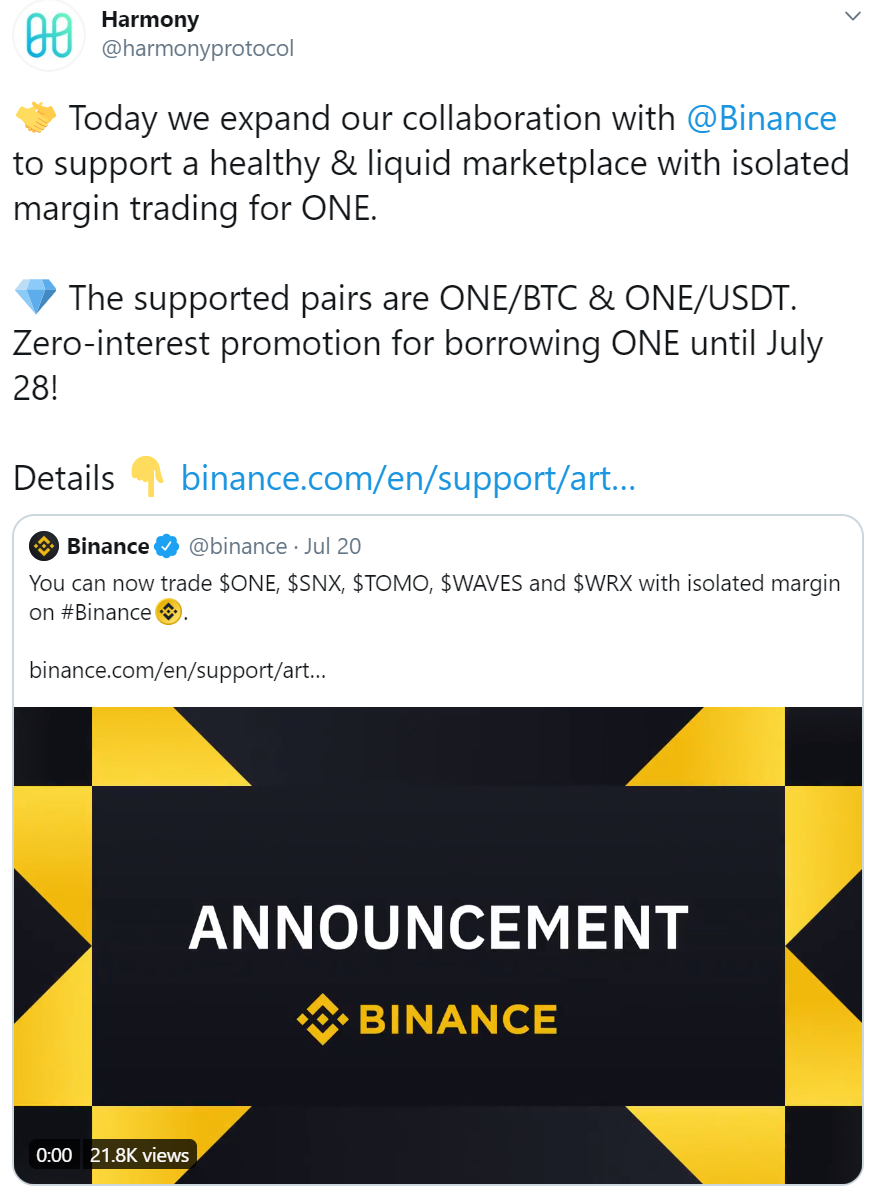 Harmony
@harmonyprotocol
🤝 Today we expand our collaboration with @Binance
to support a healthy & liquid marketplace with isolated
margin trading for ONE.
💎 The supported pairs are ONE/BTC & ONE/USDT.
Zero-interest promotion for borrowing ONE until July
28!
Details 👇 binance.com/en/support/art...
Binance @binance · Jul 20
You can now trade $ONE, $SNX, $TOMO, $WAVES and $WRX with isolated margin
on #Binance.
binance.com/en/support/art...
ANNOUNCEMENT
BINANCE
0:00 21.8K views